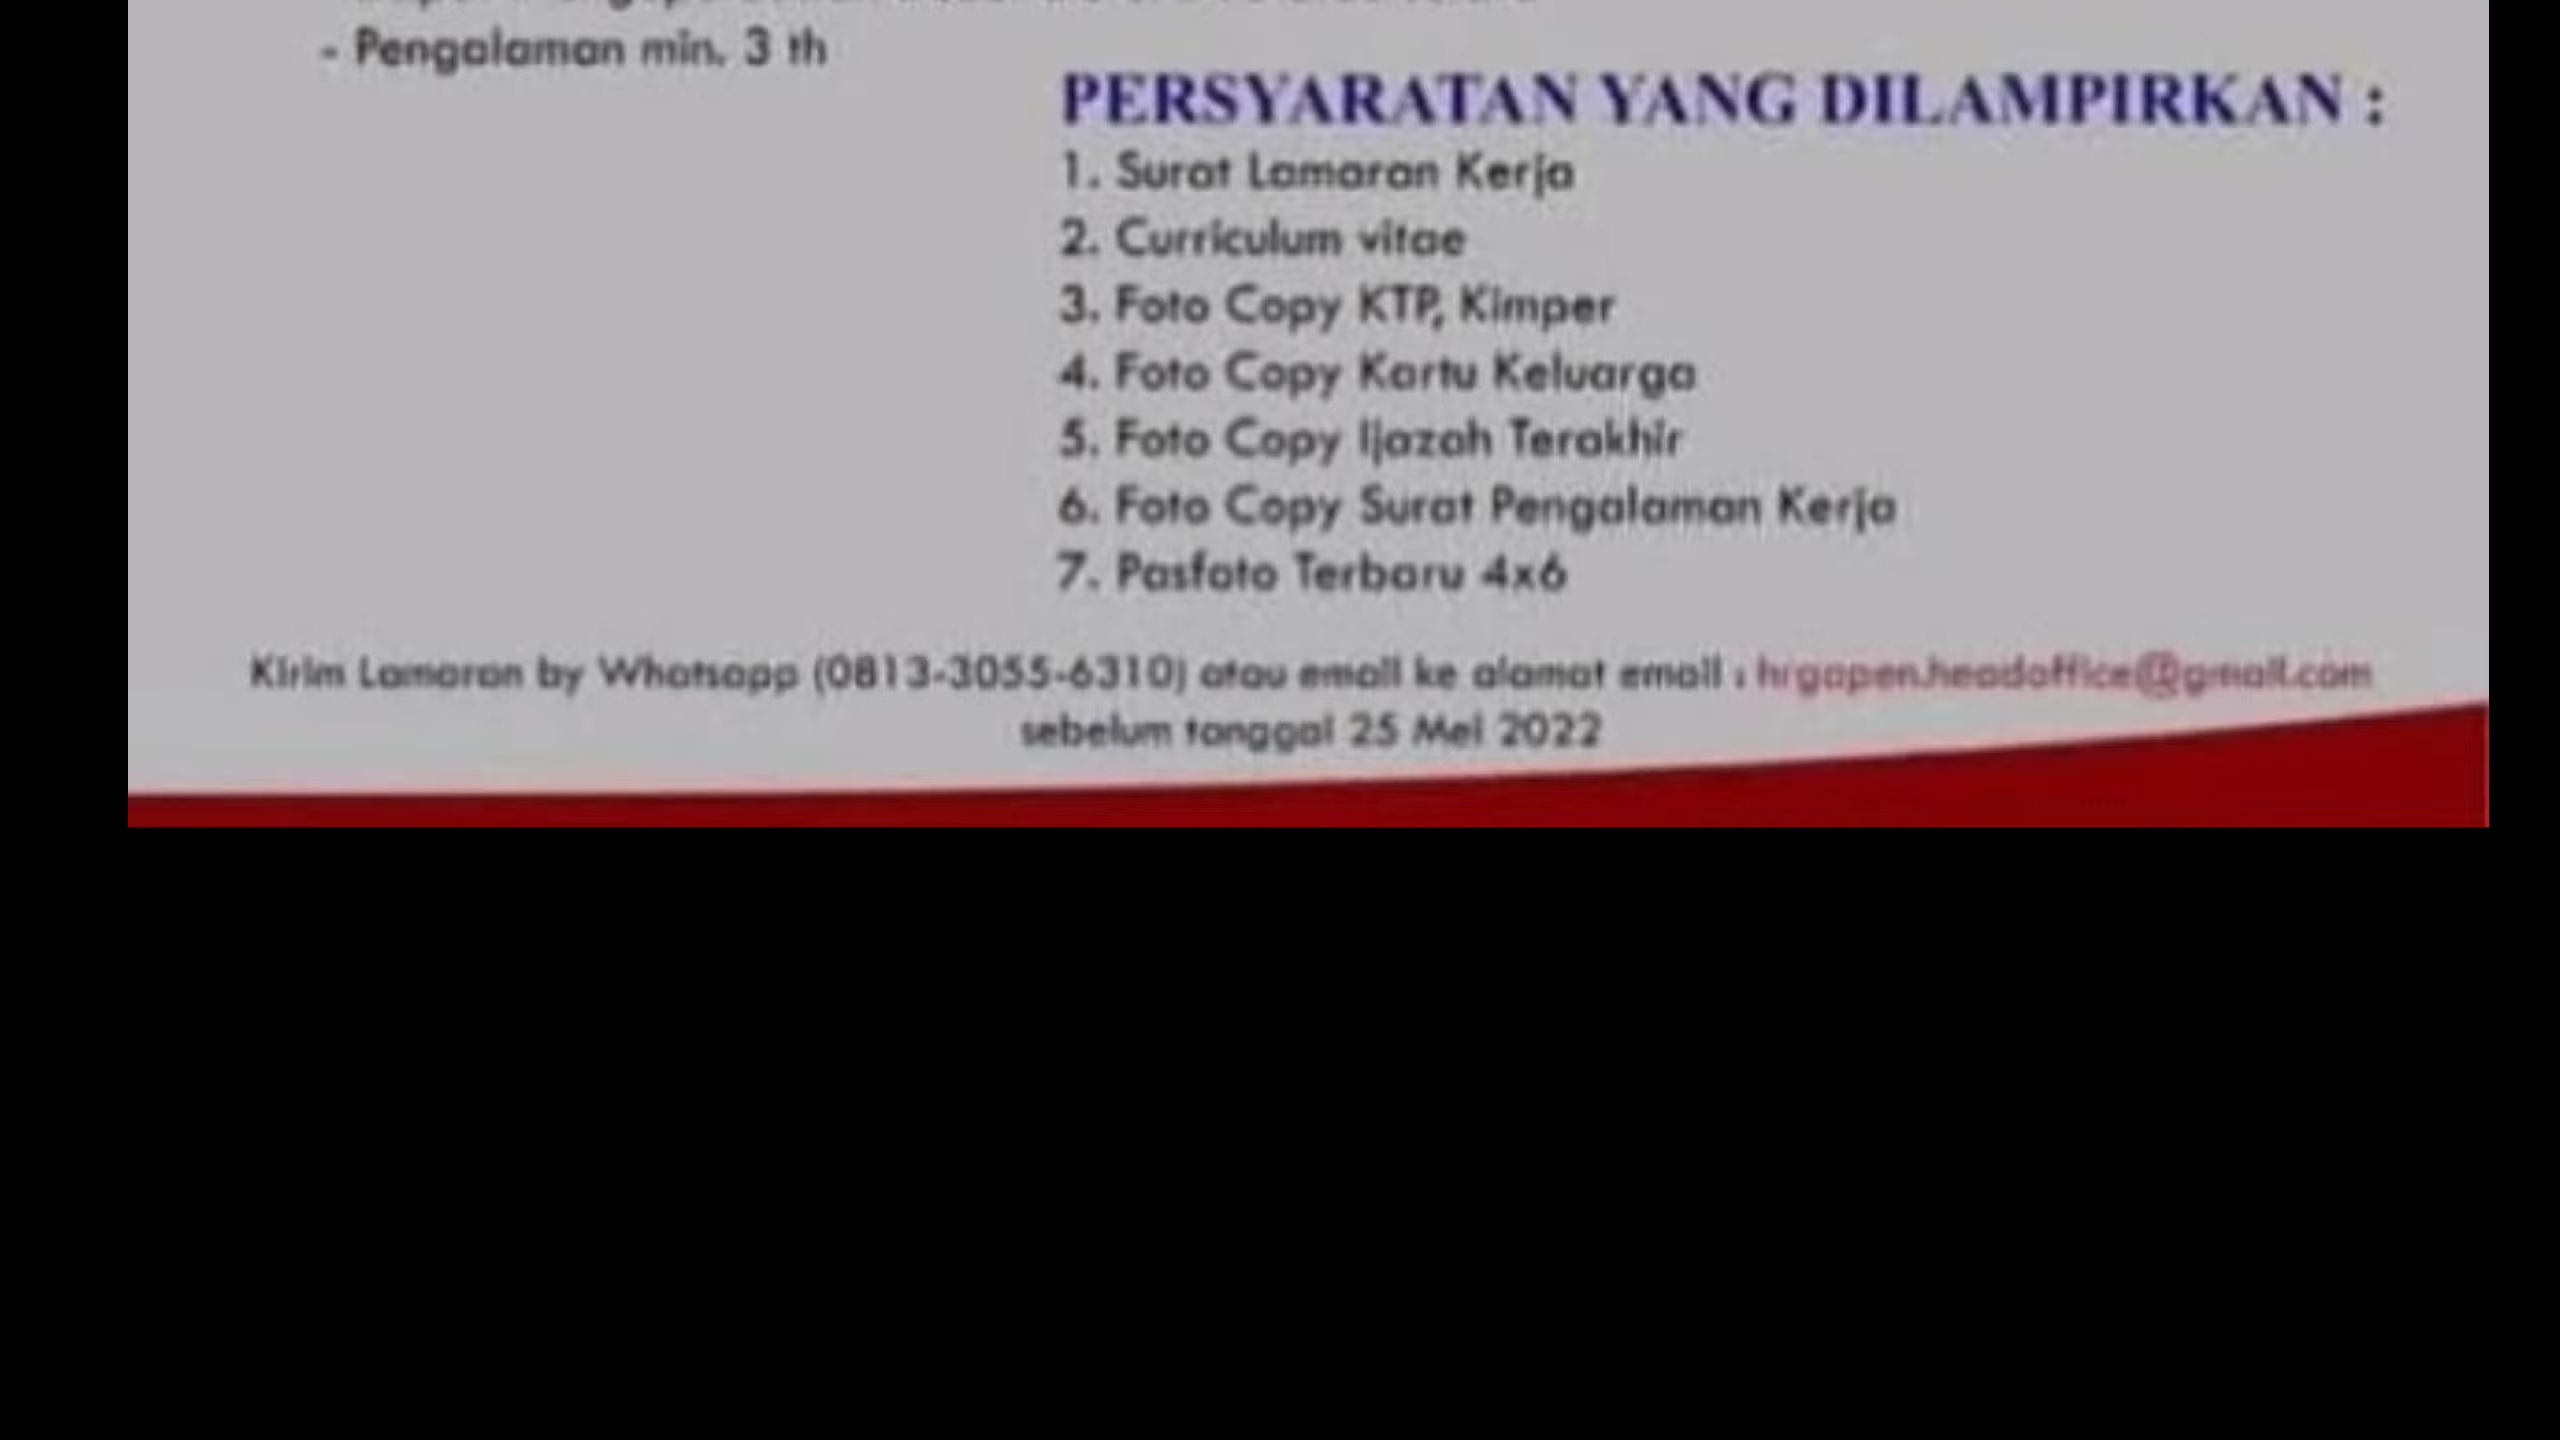 - Pengalaman min. 3 th
PERSYARATAN YANG DILAMPIRKAN :
1. Surat Lamaran Kerja
2. Curriculum vitae
3. Foto Copy KTP, Kimper
4. Foto Copy Kartu Keluarga
5. Foto Copy Ijazah Terakhir
6. Foto Copy Surat Pengalaman Kerja
7. Pasfoto Terbaru 4x6
Kirim Lamaran by Whatsapp (0813-3055-6310) atau email ke alamat email : hrgapen.headoffice@gmail.com
sebelum tanggal 25 Mei 2022